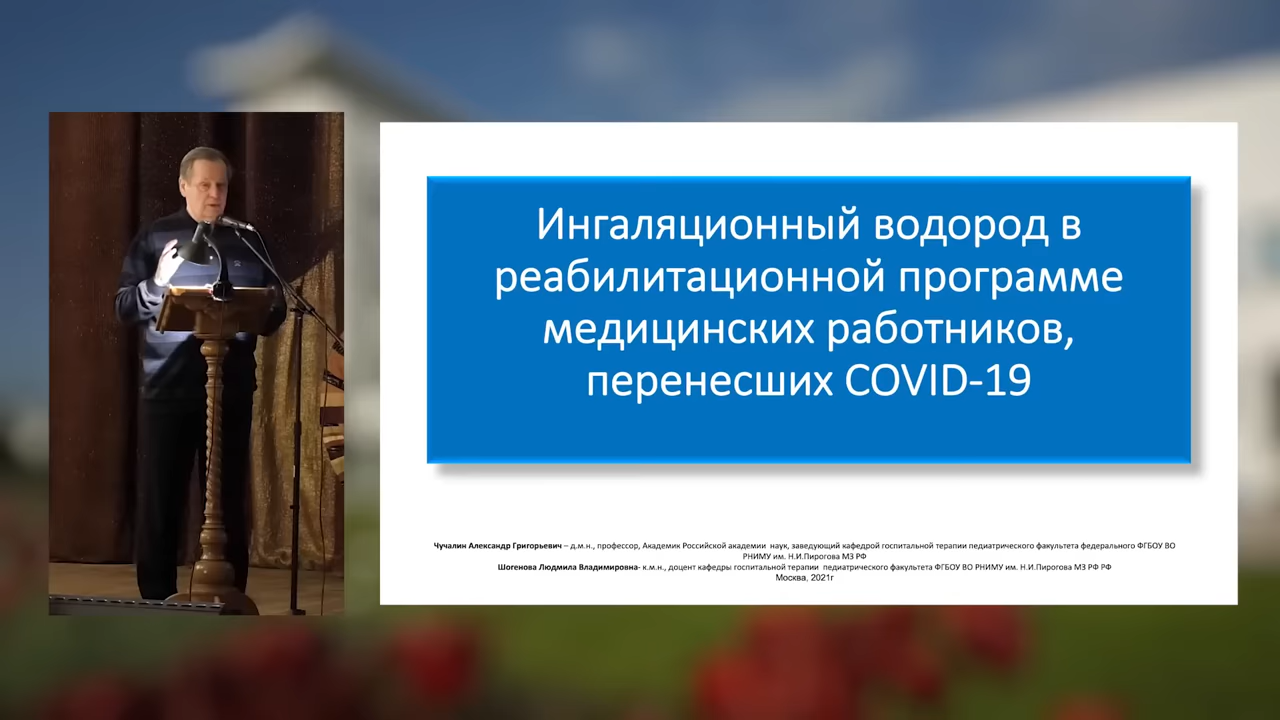 Ингаляционный водород в
реабилитационной программе
медицинских работников,
перенесших COVID-19
Чучалин Александр Григорьевич – д.м.н., профессор, Академик Российской академии наук, заведующий кафедрой госпитальной терапии педиатрического факультета федерального ФГБОУ ВО
РНИМУ им. Н.И.Пирогова МЗ РФ
Шогенова Людмила Владимировна- к.м.н., доцент кафедры госпитальной терапии педиатрического факультета ФГБОУ ВО РНИМУ им. Н.И.Пирогова МЗ РФ РФ
Москва, 2021г